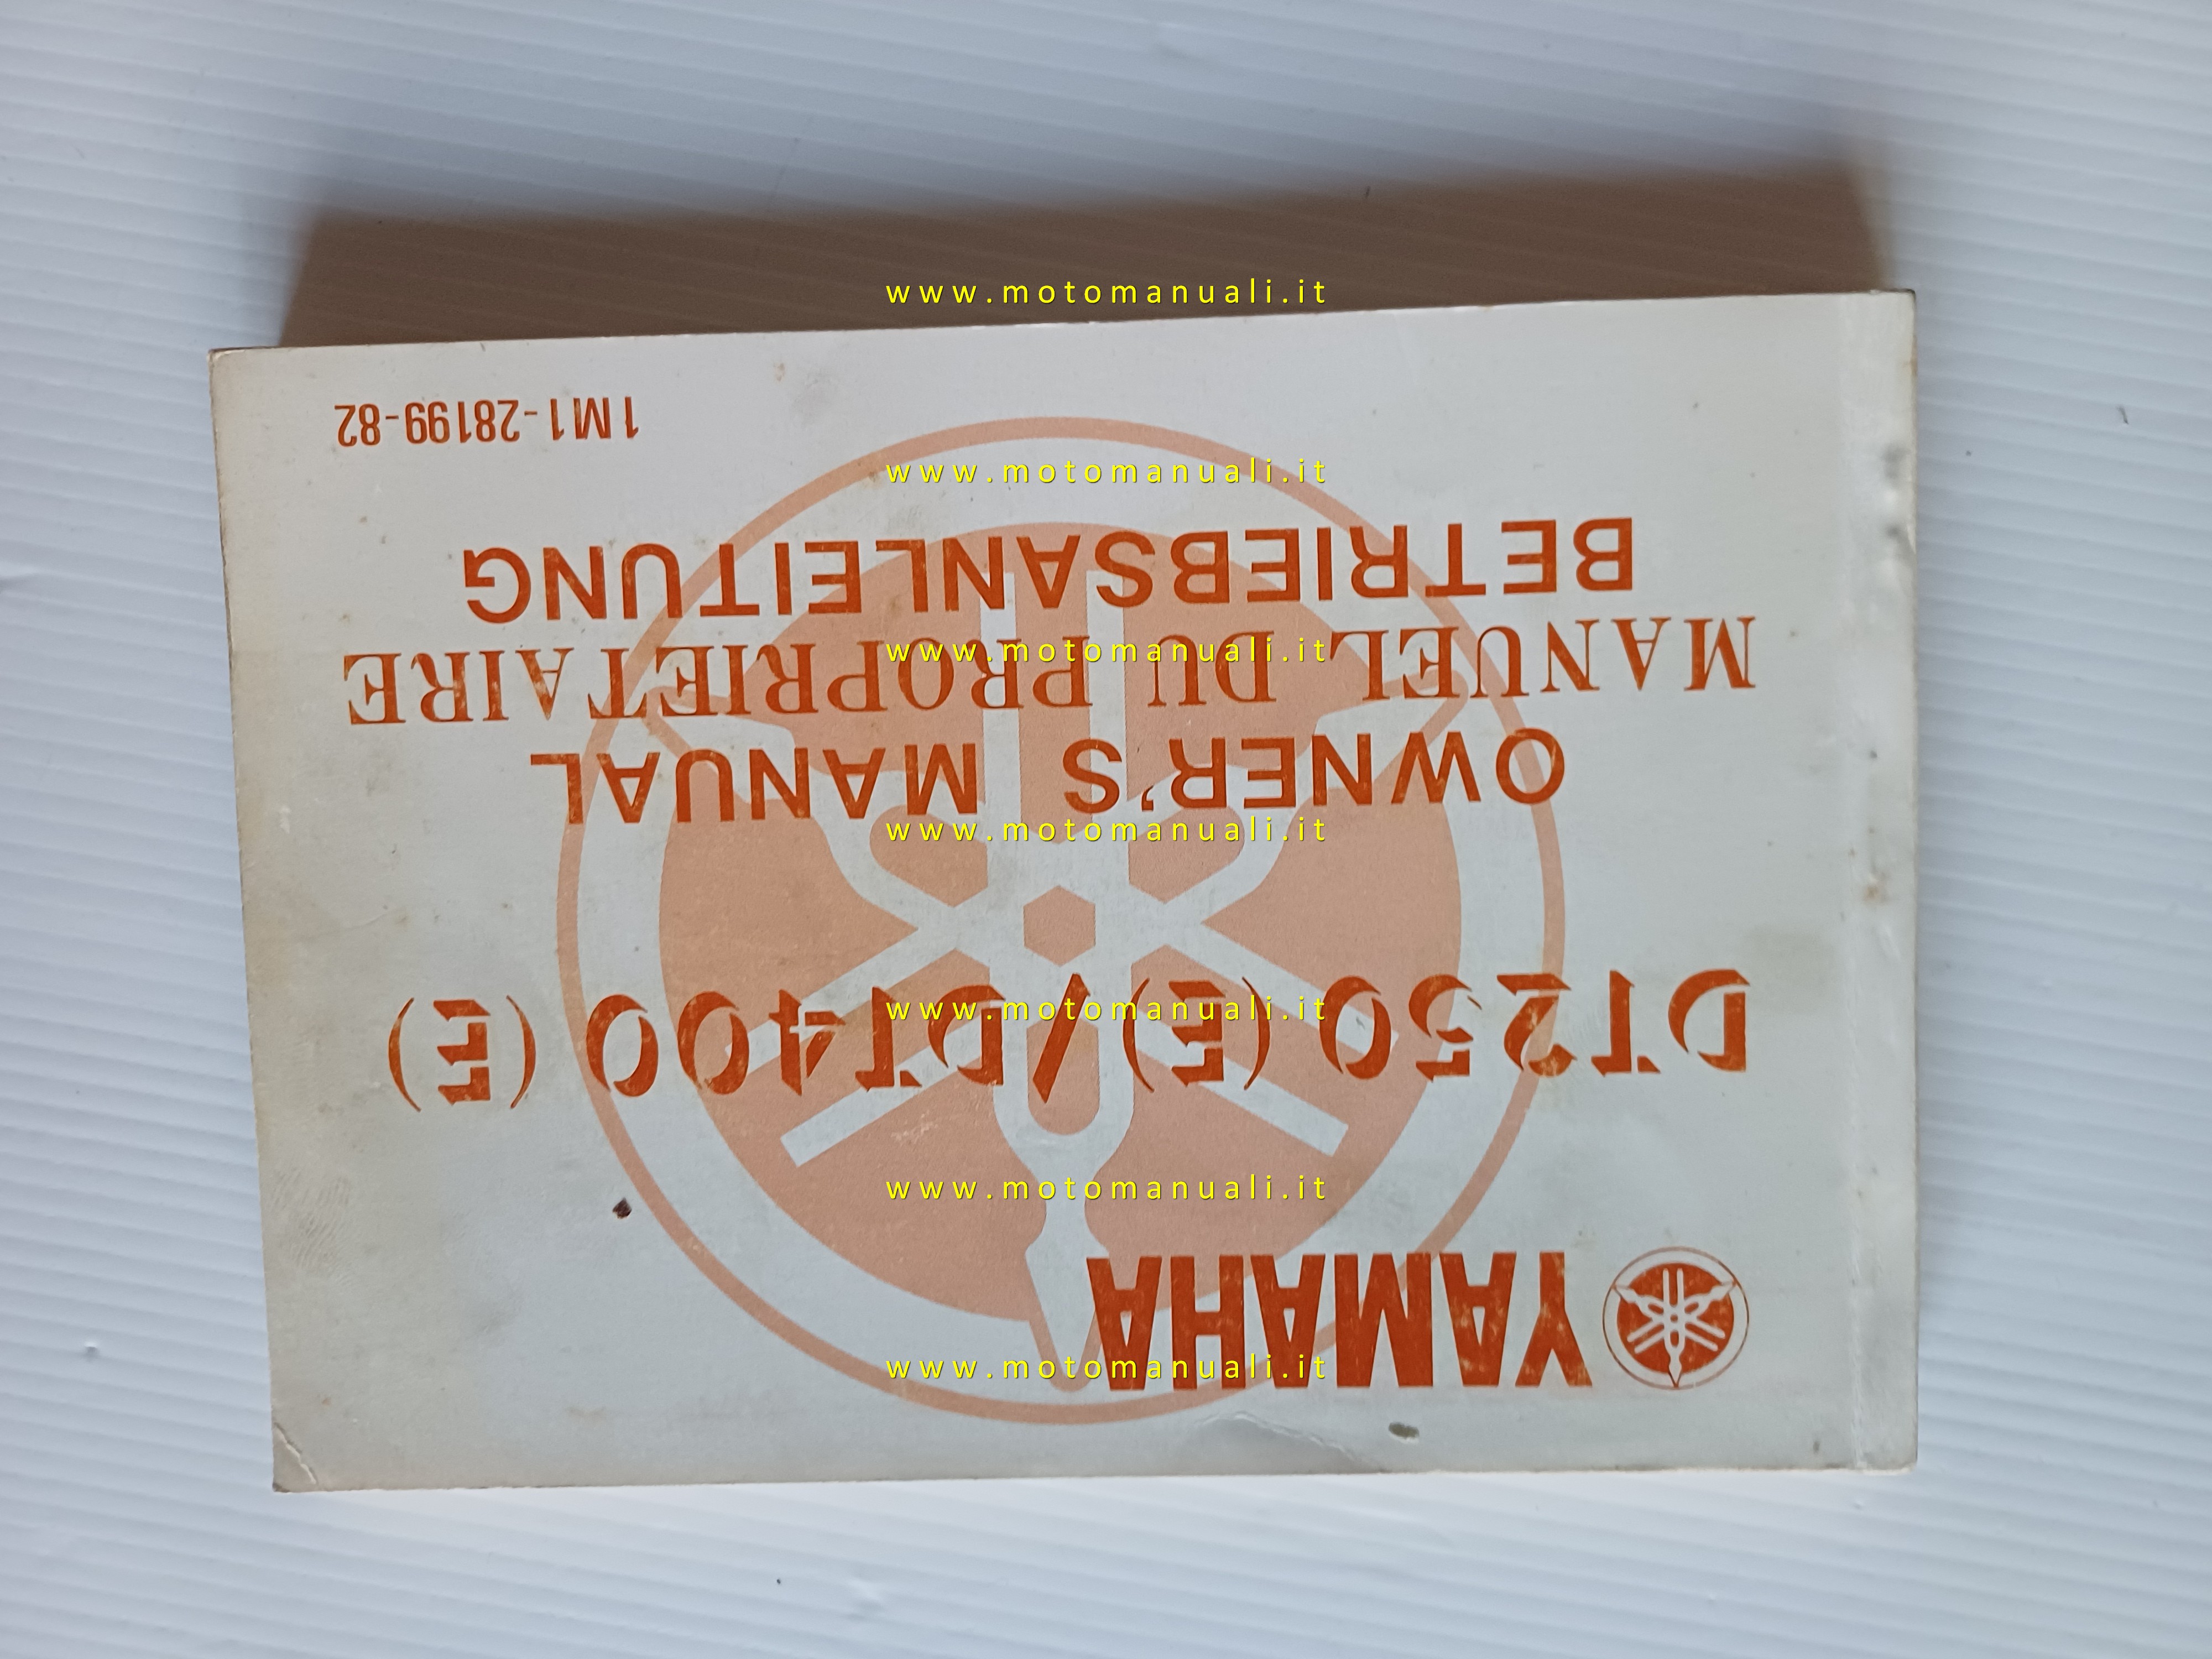 YAMAHA
DT250(E)/DT400(E)
OWNER'S MANUAL
MANUEL DU PROPRIETAIRE
BETRIEBSANLEITUNG
1M1-28199-82
www.motomanuali.it
www.motomanuali.it
www.motomanuali.it
www.motomanuali.it
www.motomanuali.it
www.motomanuali.it
www.motomanuali.it